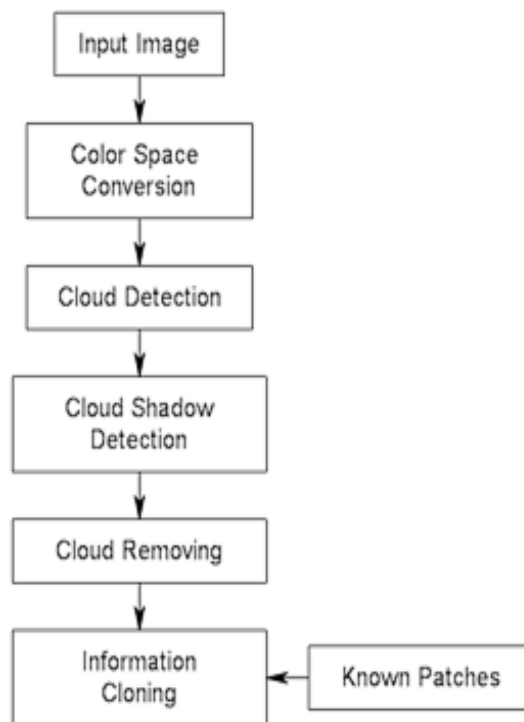 Input Image
Color Space
Conversion
Cloud Detection
Cloud Shadow
Detection
Cloud Removing
Information
Cloning
Known Patches